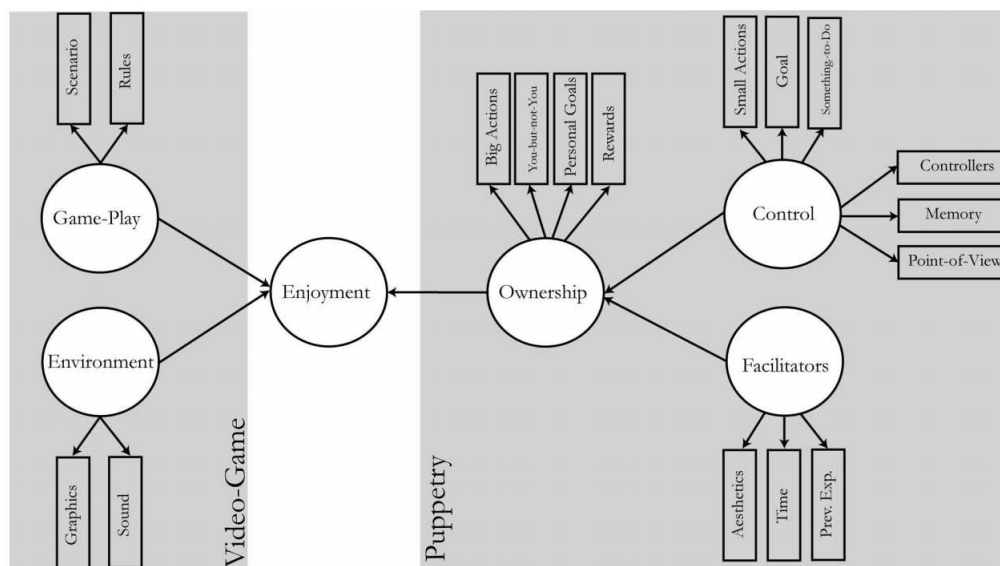 Scenario
Rules
Game-Play
Environment
Graphics
Sound
Video-Game
Enjoyment
Puppetry
Big Actions
You-but-not-You
Personal Goals
Rewards
Ownership
Small Actions
Goal
Something-to-Do
Control
Controllers
Memory
Point-of-View
Facilitators
Aesthetics
Time
Prev. Exp.